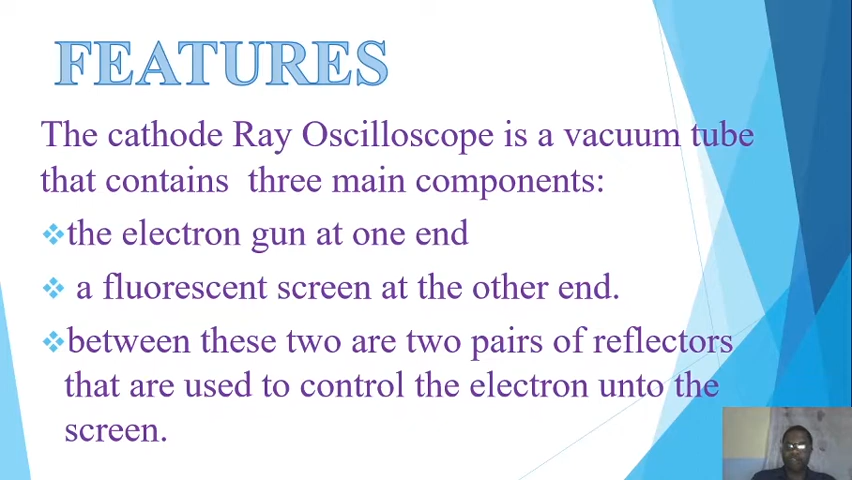 FEATURES
The cathode Ray Oscilloscope is a vacuum tube
that contains three main components:
the electron gun at one end
a fluorescent screen at the other end.
between these two are two pairs of reflectors
that are used to control the electron unto the
screen.